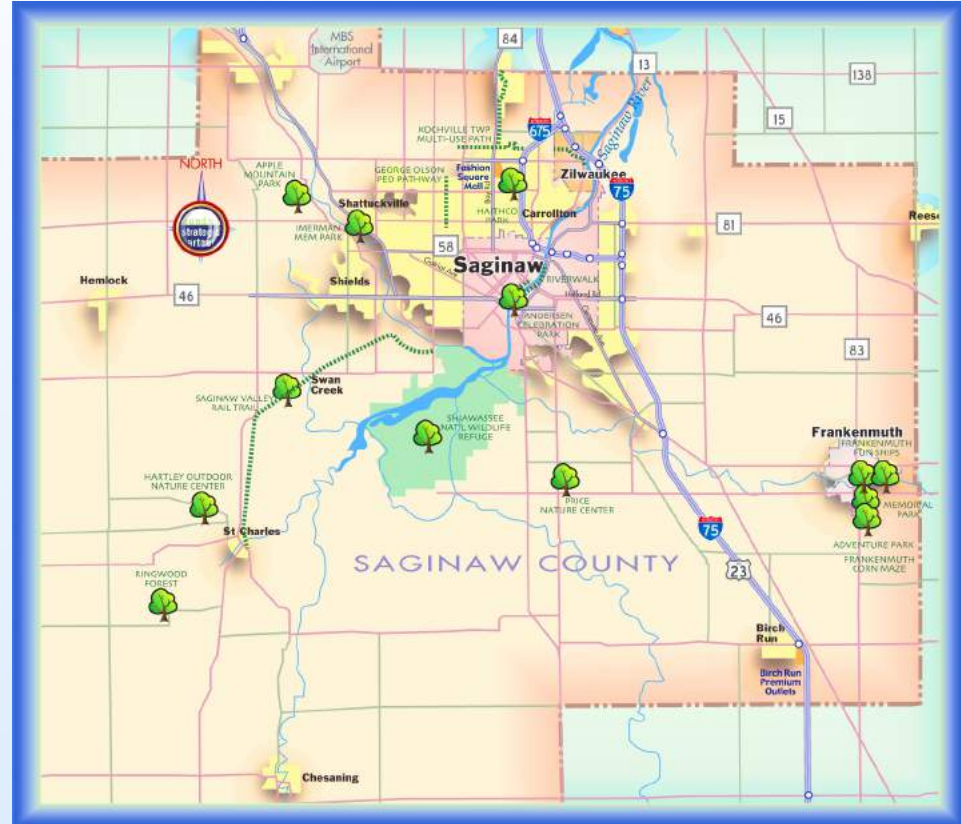 MBS
International
Airport
84
13
138
15
Saginaw River
KOCHVILLE TWP
MULTI-USE PATH
675
NORTH
APPLE
MOUNTAIN
PARK
GEORGE OLSON
PED PATHWAY
Fashion
Square
Mall
Zilwaukee
75
Shattuckville
HAITHCO
PARK
Carrollton
IMERMAN
MEM PARK
58
81
Reese
strategic
Saginaw
Hemlock
Shields
RIVERWALK
46
46
ANDERSEN
CELEBRATION
PARK
83
Swan
Creek
SAGINAW VALLEY
RAIL TRAIL
SHIAWASSEE
NAT'L WILDLIFE
REFUGE
Frankenmuth
FRANKENMUTH
FUN SHIPS
HARTLEY OUTDOOR
NATURE CENTER
PRICE
NATURE CENTER
MEMORIAL
PARK
St Charles
75
ADVENTURE PARK
FRANKENMUTH
CORN MAZE
SAGINAW COUNTY
23
RINGWOOD
FOREST
Birch
Run
Birch Run
Premium
Outlets
Chesaning